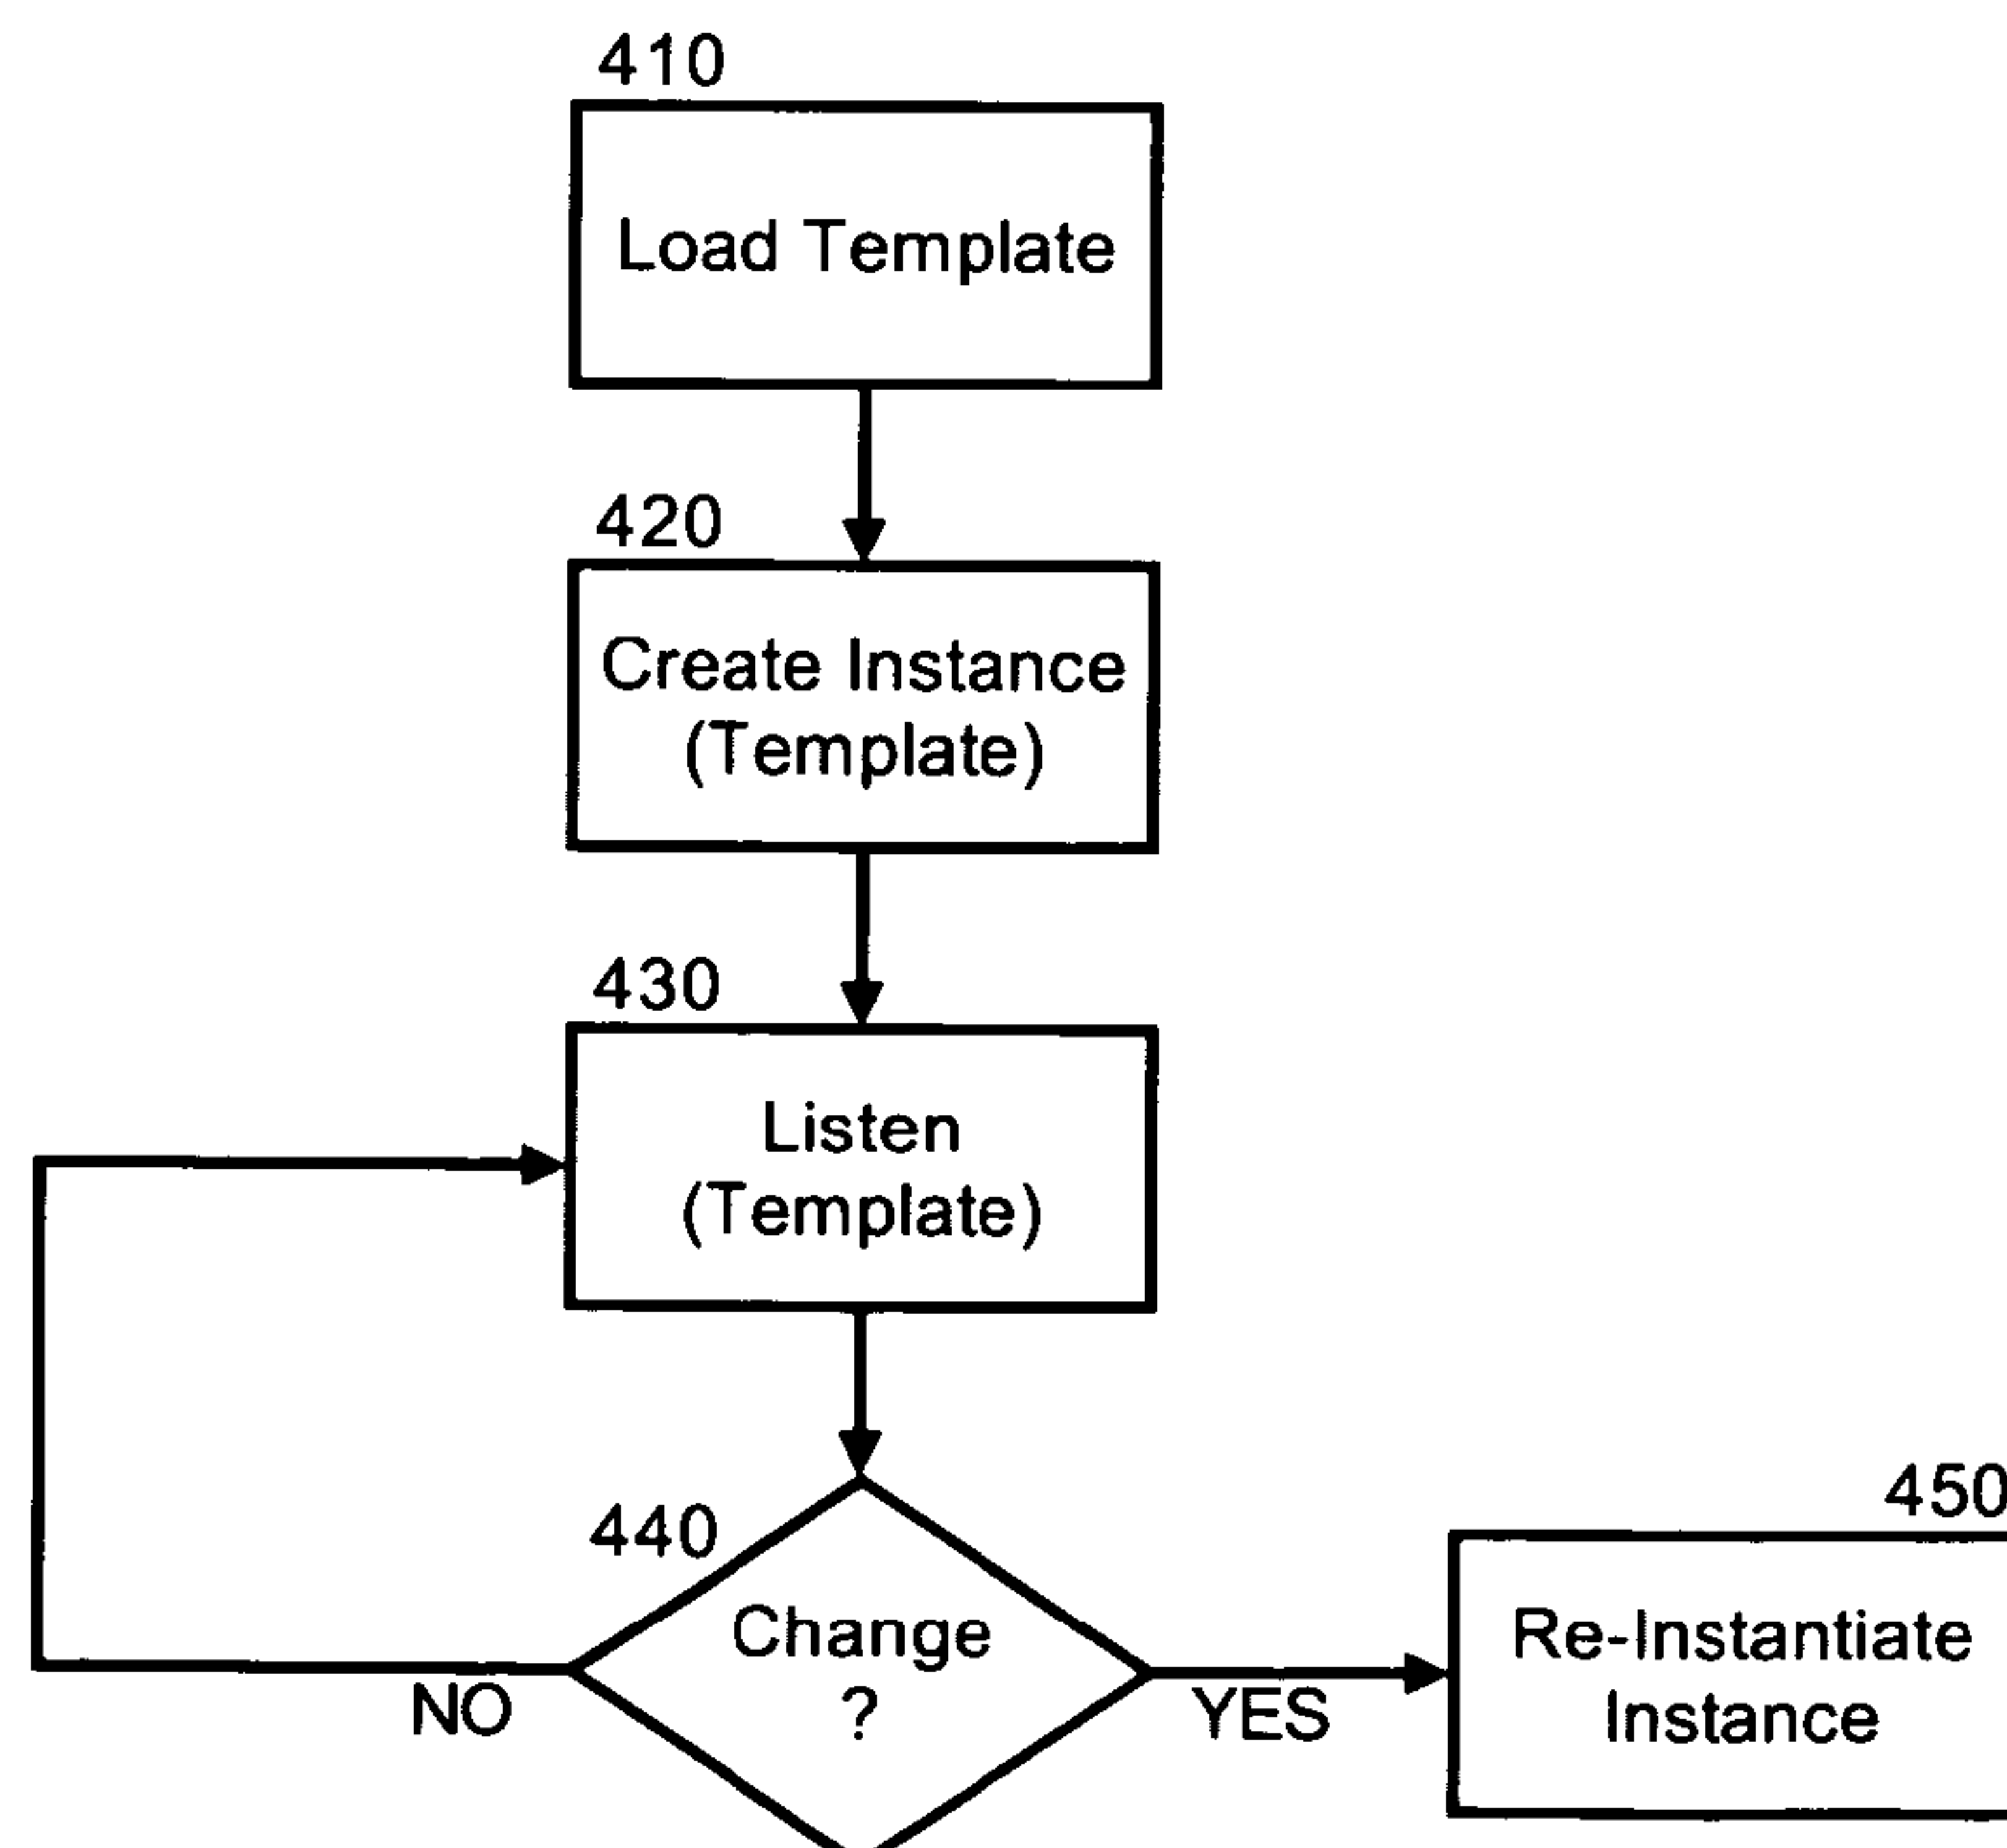 410
Load Template
420
Create Instance
(Template)
430
Listen
(Template)
440
Change
?
NO
YES
450
Re-Instantiate
Instance